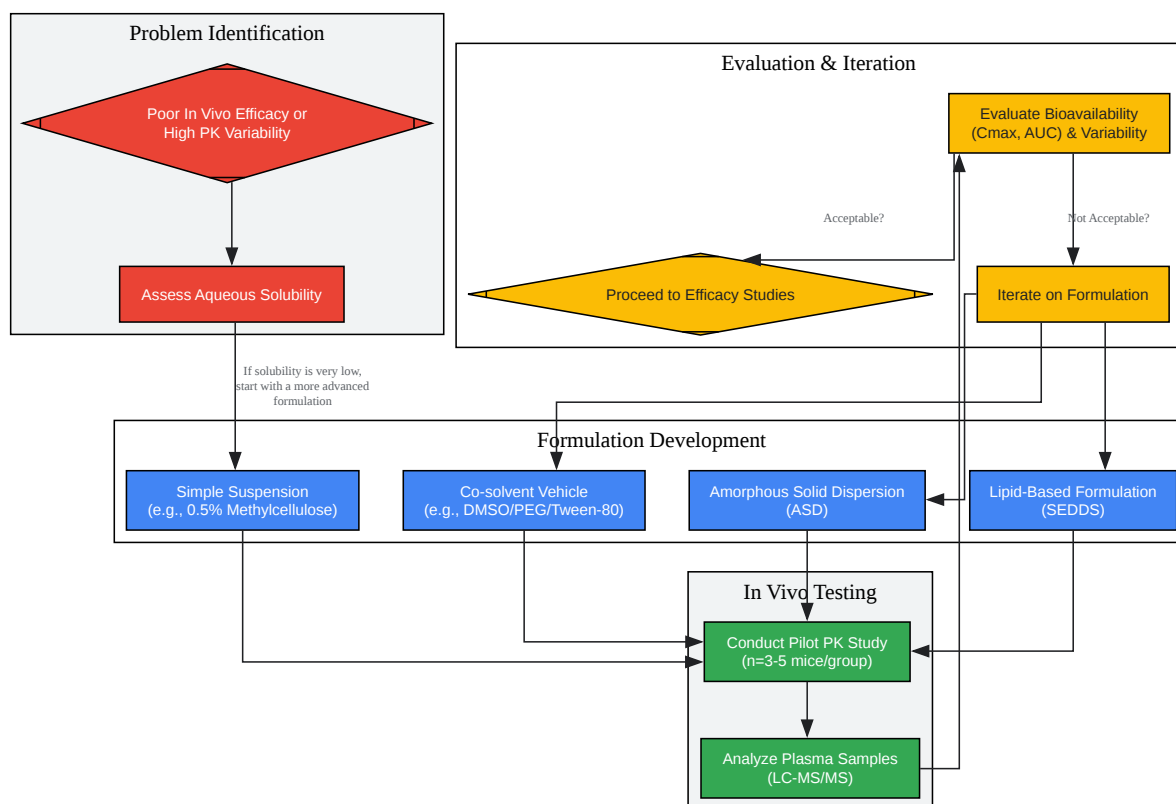 Problem Identification
Poor In Vivo Efficacy or
High PK Variability
Assess Aqueous Solubility
If solubility is very low,
start with a more advanced
formulation
Evaluation & Iteration
Evaluate Bioavailability
(Cmax, AUC) & Variability
Acceptable?
Not Acceptable?
Proceed to Efficacy Studies
Iterate on Formulation
Formulation Development
Simple Suspension
(e.g., 0.5% Methylcellulose)
Co-solvent Vehicle
(e.g., DMSO/PEG/Tween-80)
Amorphous Solid Dispersion
(ASD)
Lipid-Based Formulation
(SEDDS)
In Vivo Testing
Conduct Pilot PK Study
(n=3-5 mice/group)
Analyze Plasma Samples
(LC-MS/MS)